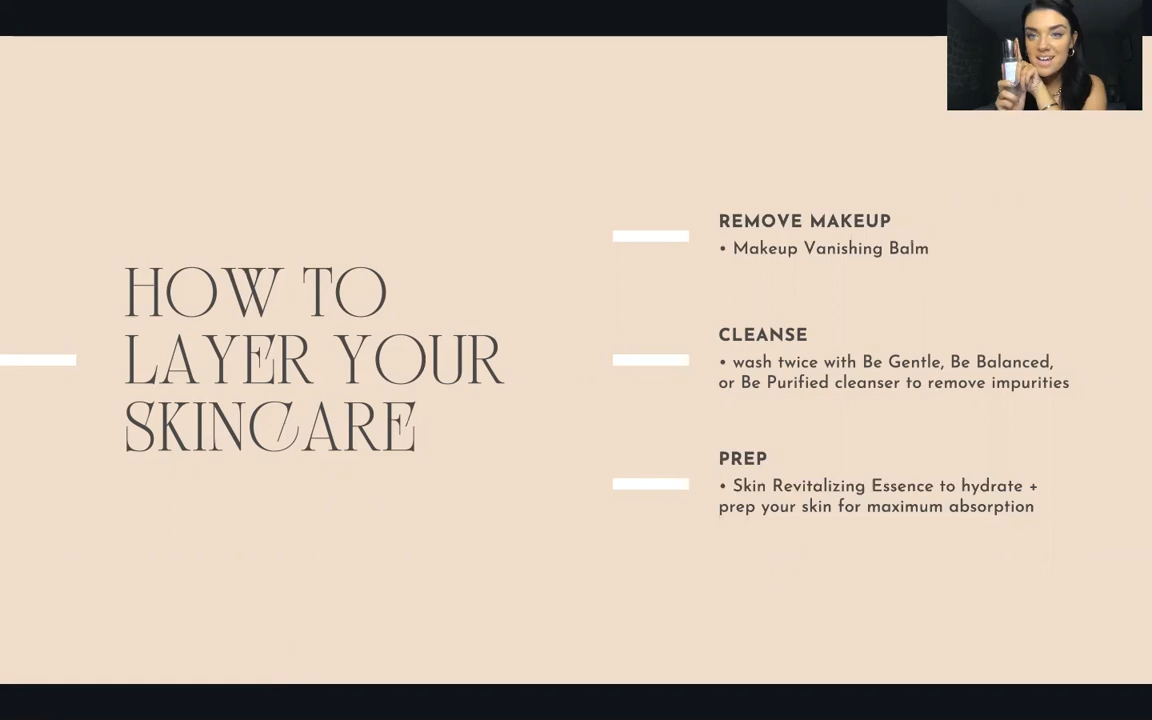 HOW TO
LAYER YOUR
SKINCARE
REMOVE MAKEUP
• Makeup Vanishing Balm
CLEANSE
• wash twice with Be Gentle, Be Balanced,
or Be Purified cleanser to remove impurities
PREP
• Skin Revitalizing Essence to hydrate +
prep your skin for maximum absorption